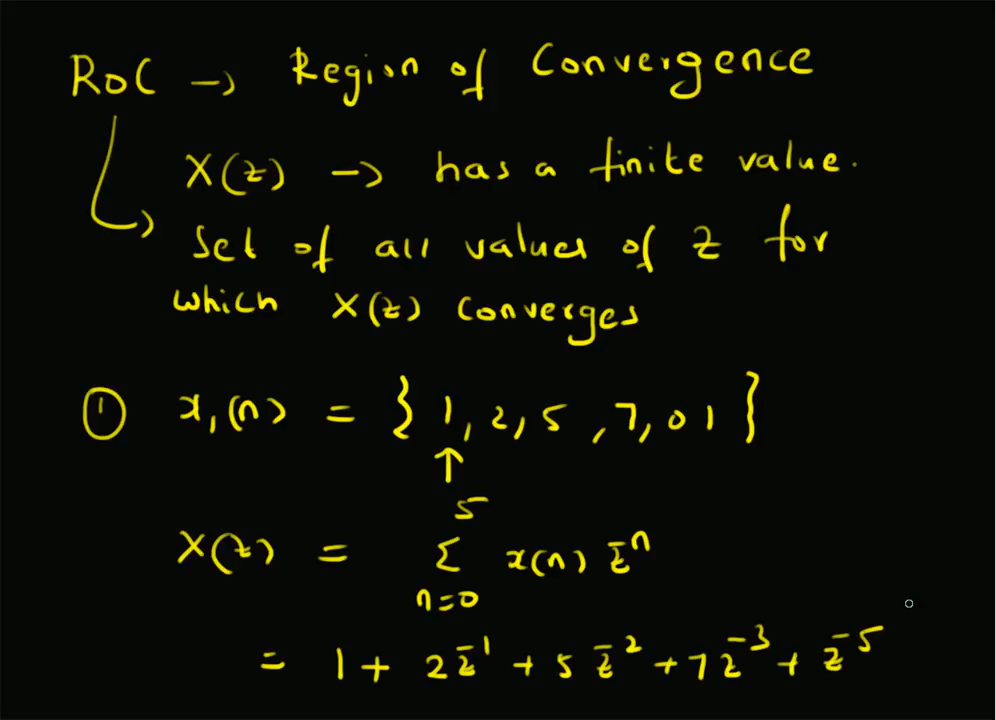 ROC → Region of Convergence
X(z) → has a finite value.
Set of all values of z for
which X(z) converges
① x₁(n) = { 1, 2, 5, 7, 0 1 }
↑
5
X(z) = Σ x(n) z⁻ⁿ
n=0
= 1 + 2z⁻¹ + 5z⁻² + 7z⁻³ + z⁻⁵